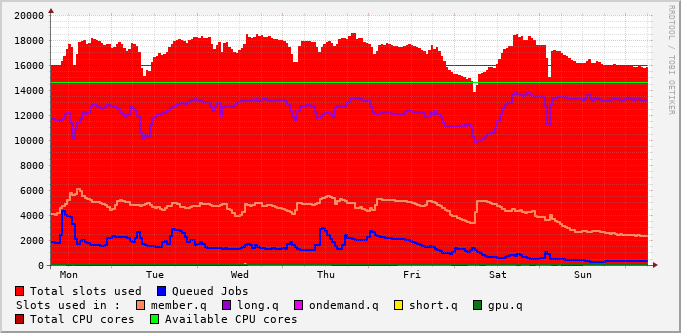 20000
18000
16000
14000
12000
10000
8000
6000
4000
2000
0
Mon Tue Wed Thu Fri Sat Sun
Total slots used Queued Jobs
Slots used in : member.q long.q ondemand.q short.q gpu.q
Total CPU cores Available CPU cores
RRDTOOL / TOBI OETIKER